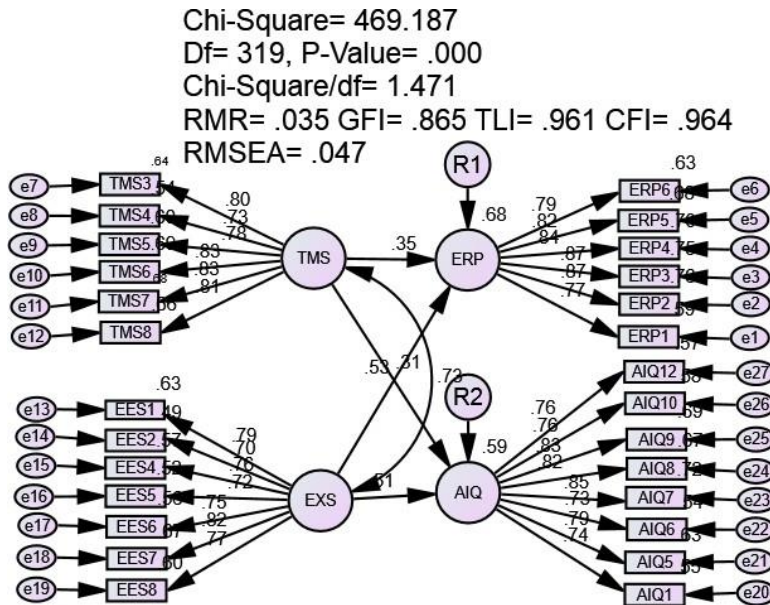 Chi-Square= 469.187
Df= 319, P-Value= .000
Chi-Square/df= 1.471
RMR= .035 GFI= .865 TLI= .961 CFI= .964
RMSEA= .047
R1
.64
.63
e7
TMS3
.80
.68
.79
ERP6
e6
e8
TMS4
.73
.82
ERP5
e5
e9
TMS5
.78
.84
ERP4
e4
TMS
.35
ERP
e10
TMS6
.83
.87
ERP3
e3
e11
TMS7
.83
.87
ERP2
e2
e12
TMS8
.81
.77
ERP1
e1
.53
.31
.73
R2
AIQ12
e27
.63
.76
AIQ10
e26
e13
EES1
.79
.59
.76
AIQ9
e25
e14
EES2
.70
.83
AIQ8
e24
e15
EES4
.76
.82
e16
EES5
.72
EXS
.51
AIQ
.85
AIQ7
e23
e17
EES6
.75
.73
AIQ6
e22
e18
EES7
.82
.79
AIQ5
e21
e19
EES8
.77
.74
AIQ1
e20